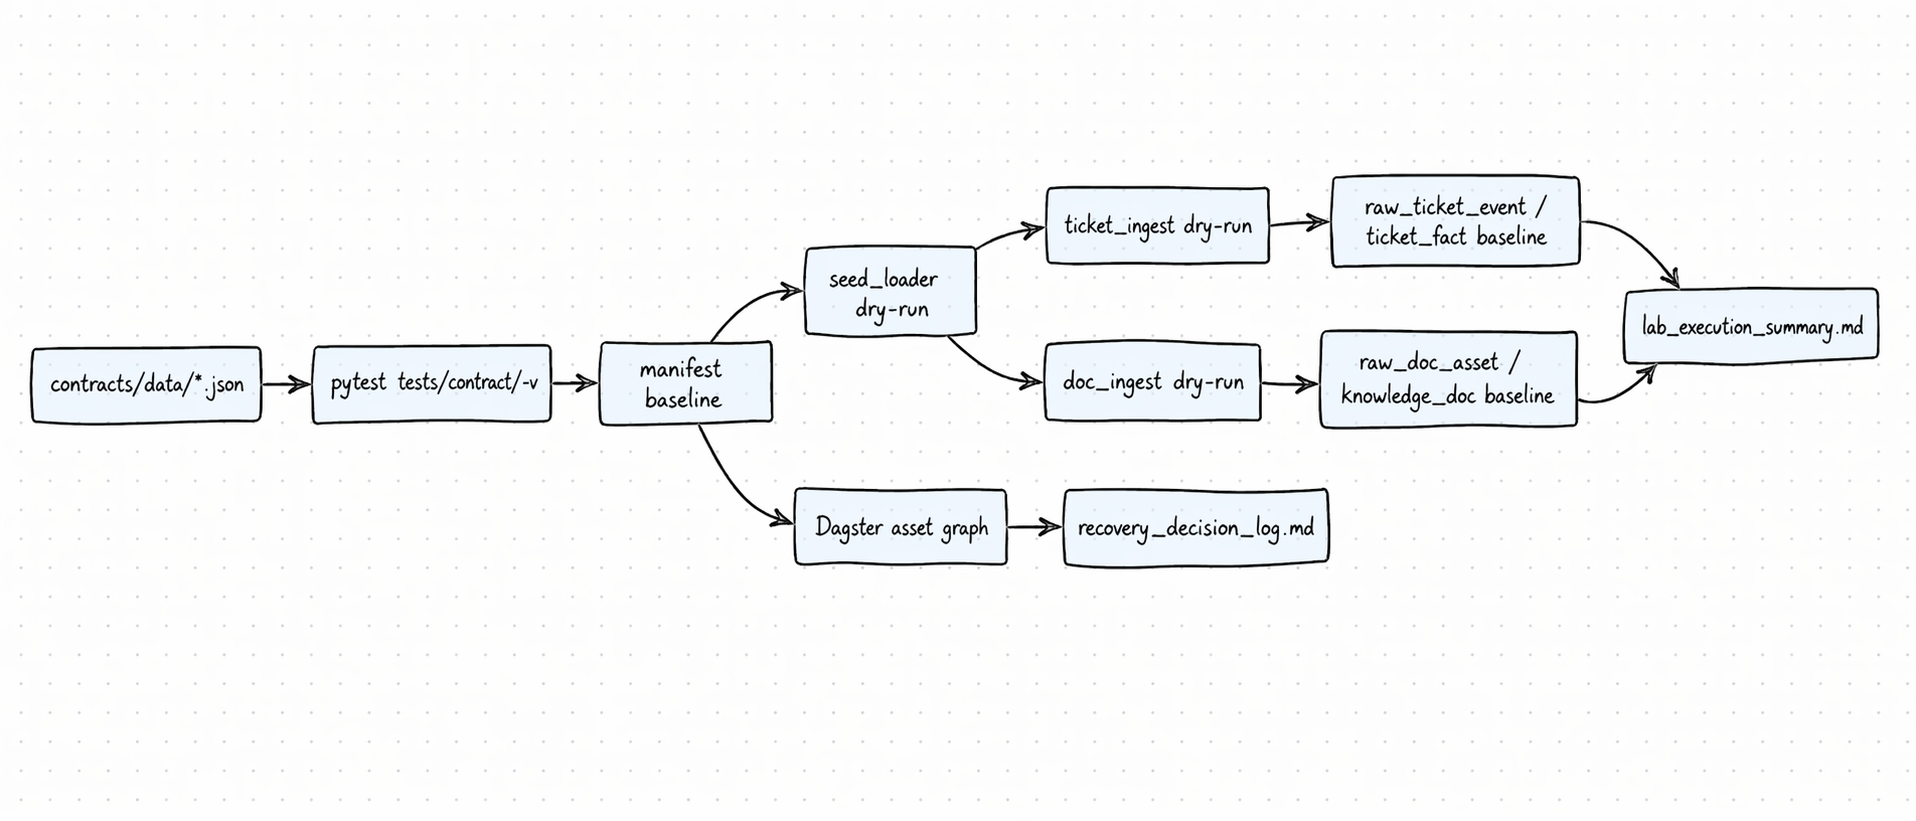 contracts/data/*.json
pytest tests/contract/-v
manifest
baseline
seed_loader
dry-run
ticket_ingest dry-run
raw_ticket_event /
ticket_fact baseline
doc_ingest dry-run
raw_doc_asset /
knowledge_doc baseline
lab_execution_summary.md
Dagster asset graph
recovery_decision_log.md